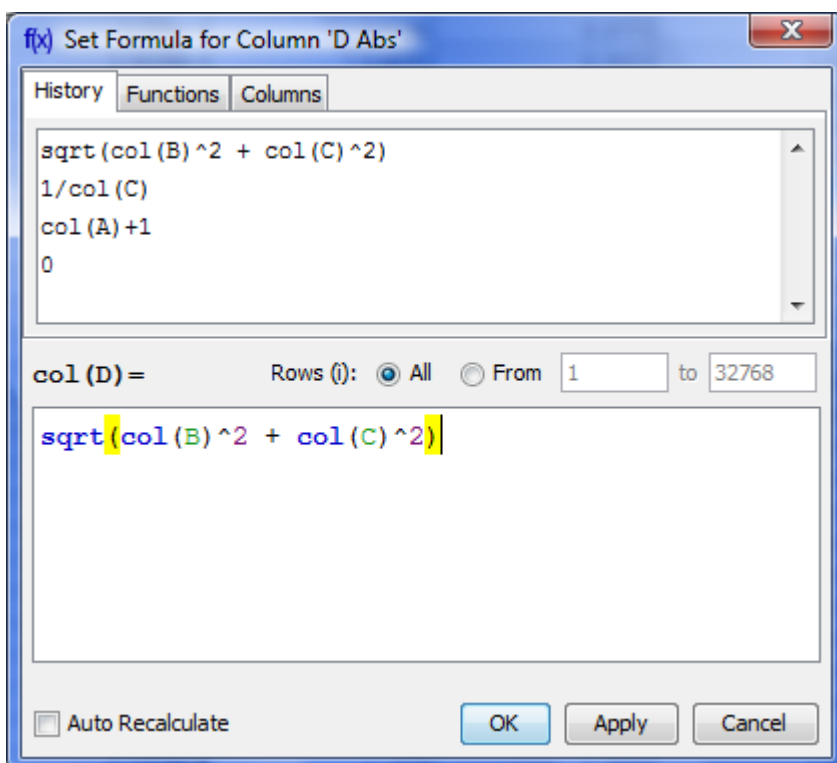 f(x) Set Formula for Column 'D Abs'
History Functions Columns
sqrt(col(B)^2 + col(C)^2)
1/col(C)
col(A)+1
0
col(D)= Rows (i): All From 1 to 32768
sqrt(col(B)^2 + col(C)^2)
Auto Recalculate OK Apply Cancel